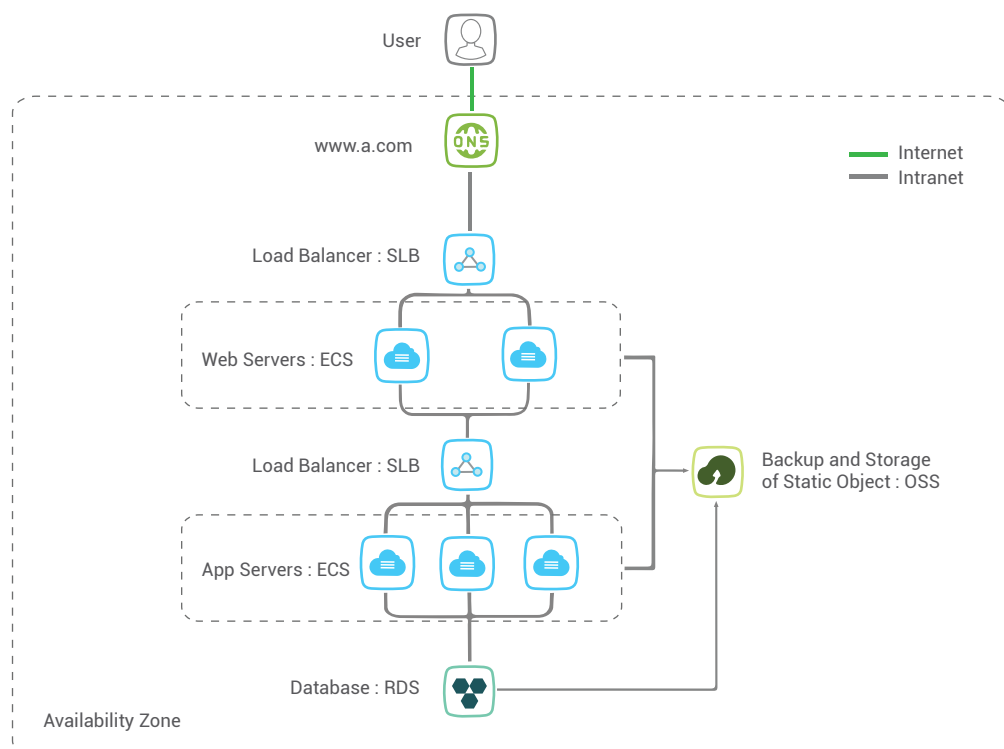 User
www.a.com
ONS
Internet
Intranet
Load Balancer : SLB
Web Servers : ECS
Load Balancer : SLB
Backup and Storage
of Static Object : OSS
App Servers : ECS
Database : RDS
Availability Zone